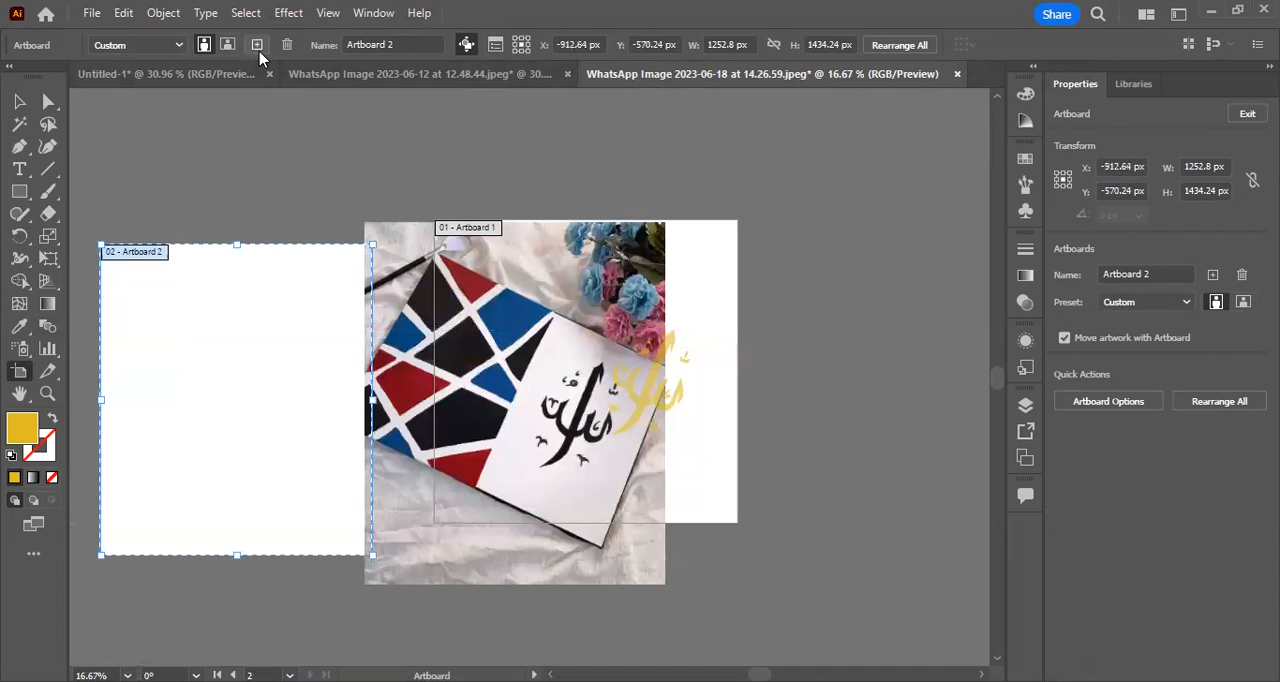 Ai File Edit Object Type Select Effect View Window Help Share
Artboard Custom Name: Artboard 2 X: -912.64 px Y: -570.24 px W: 1252.8 px H: 1434.24 px Rearrange All
Untitled-1* @ 30.96 % (RGB/Previe... × WhatsApp Image 2023-06-12 at 12.48.44.jpeg* @ 30.... × WhatsApp Image 2023-06-18 at 14.26.59.jpeg* @ 16.67 % (RGB/Preview) ×
Properties Libraries
Artboard Exit
Transform
X: -912.64 px W: 1252.8 px
Y: -570.24 px H: 1434.24 px
0 px
Artboards
Name: Artboard 2
Preset: Custom
Move artwork with Artboard
Quick Actions
Artboard Options Rearrange All
01 - Artboard 1
02 - Artboard 2
16.67% 0° 2 Artboard